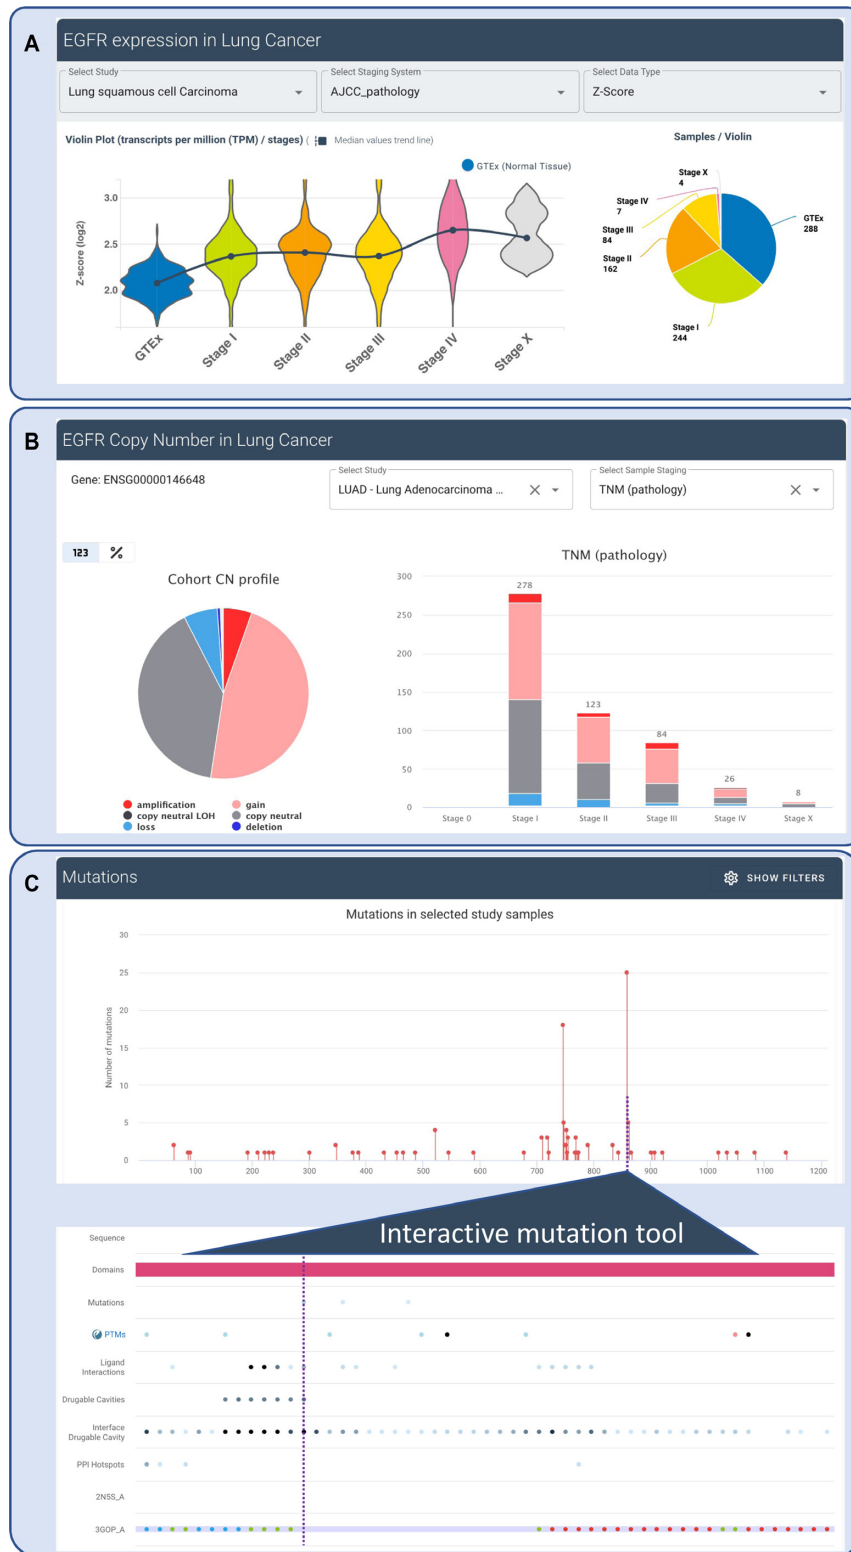 A
EGFR expression in Lung Cancer
Select Study
Lung squamous cell Carcinoma
Select Staging System
AJCC_pathology
Select Data Type
Z-Score
Violin Plot (transcripts per million (TPM) / stages) ( Median values trend line)
GTEx (Normal Tissue)
Z-score (log2)
3.0
2.5
2.0
GTEx
Stage I
Stage II
Stage III
Stage IV
Stage X
Samples / Violin
Stage X
4
Stage IV
7
Stage III
84
Stage II
162
Stage I
244
GTEx
288
B
EGFR Copy Number in Lung Cancer
Gene: ENSG00000146648
Select Study
LUAD - Lung Adenocarcinoma ...
Select Sample Staging
TNM (pathology)
123 %
Cohort CN profile
amplification
gain
copy neutral LOH
copy neutral
loss
deletion
TNM (pathology)
300
250
200
150
100
50
0
278
123
84
26
8
Stage 0
Stage I
Stage II
Stage III
Stage IV
Stage X
C
Mutations
SHOW FILTERS
Mutations in selected study samples
Number of mutations
30
25
20
15
10
5
0
100
200
300
400
500
600
700
800
900
1000
1100
1200
Interactive mutation tool
Sequence
Domains
Mutations
PTMs
Ligand
Interactions
Drugable Cavities
Interface
Drugable Cavity
PPI Hotspots
2N5S_A
3GOP_A